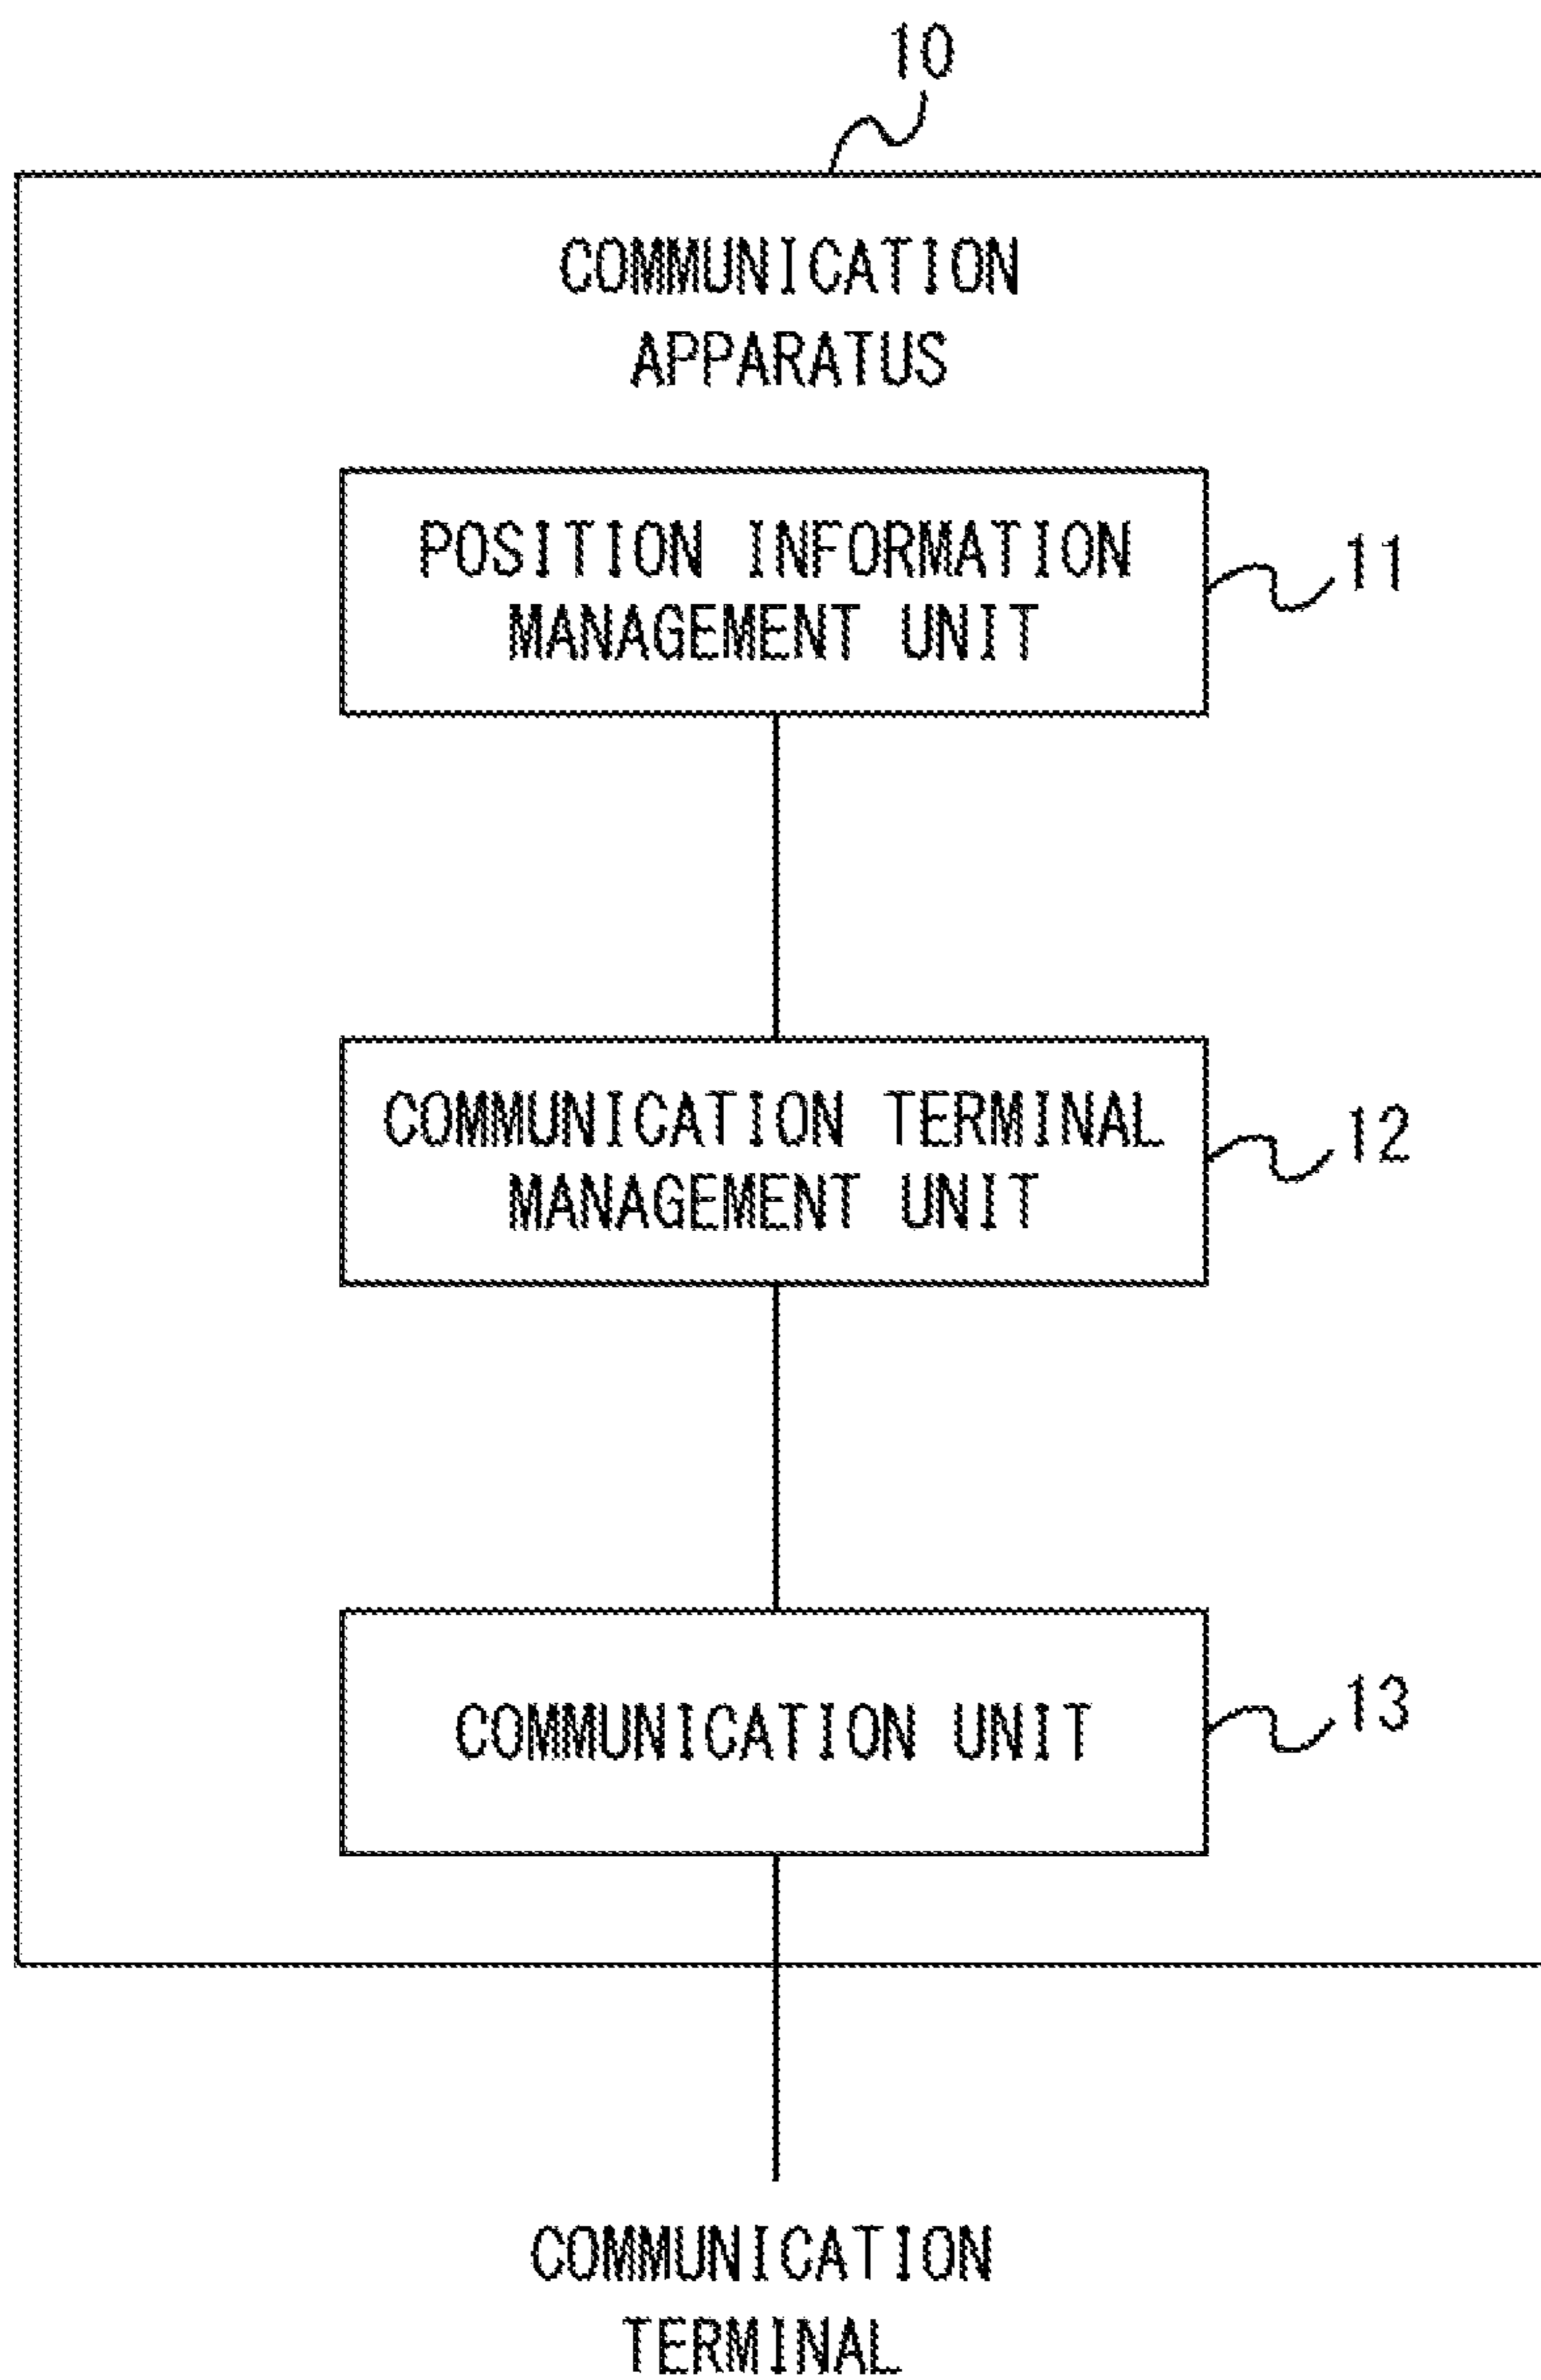 10
COMMUNICATION
APPARATUS
POSITION INFORMATION
MANAGEMENT UNIT
11
COMMUNICATION TERMINAL
MANAGEMENT UNIT
12
COMMUNICATION UNIT
13
COMMUNICATION
TERMINAL